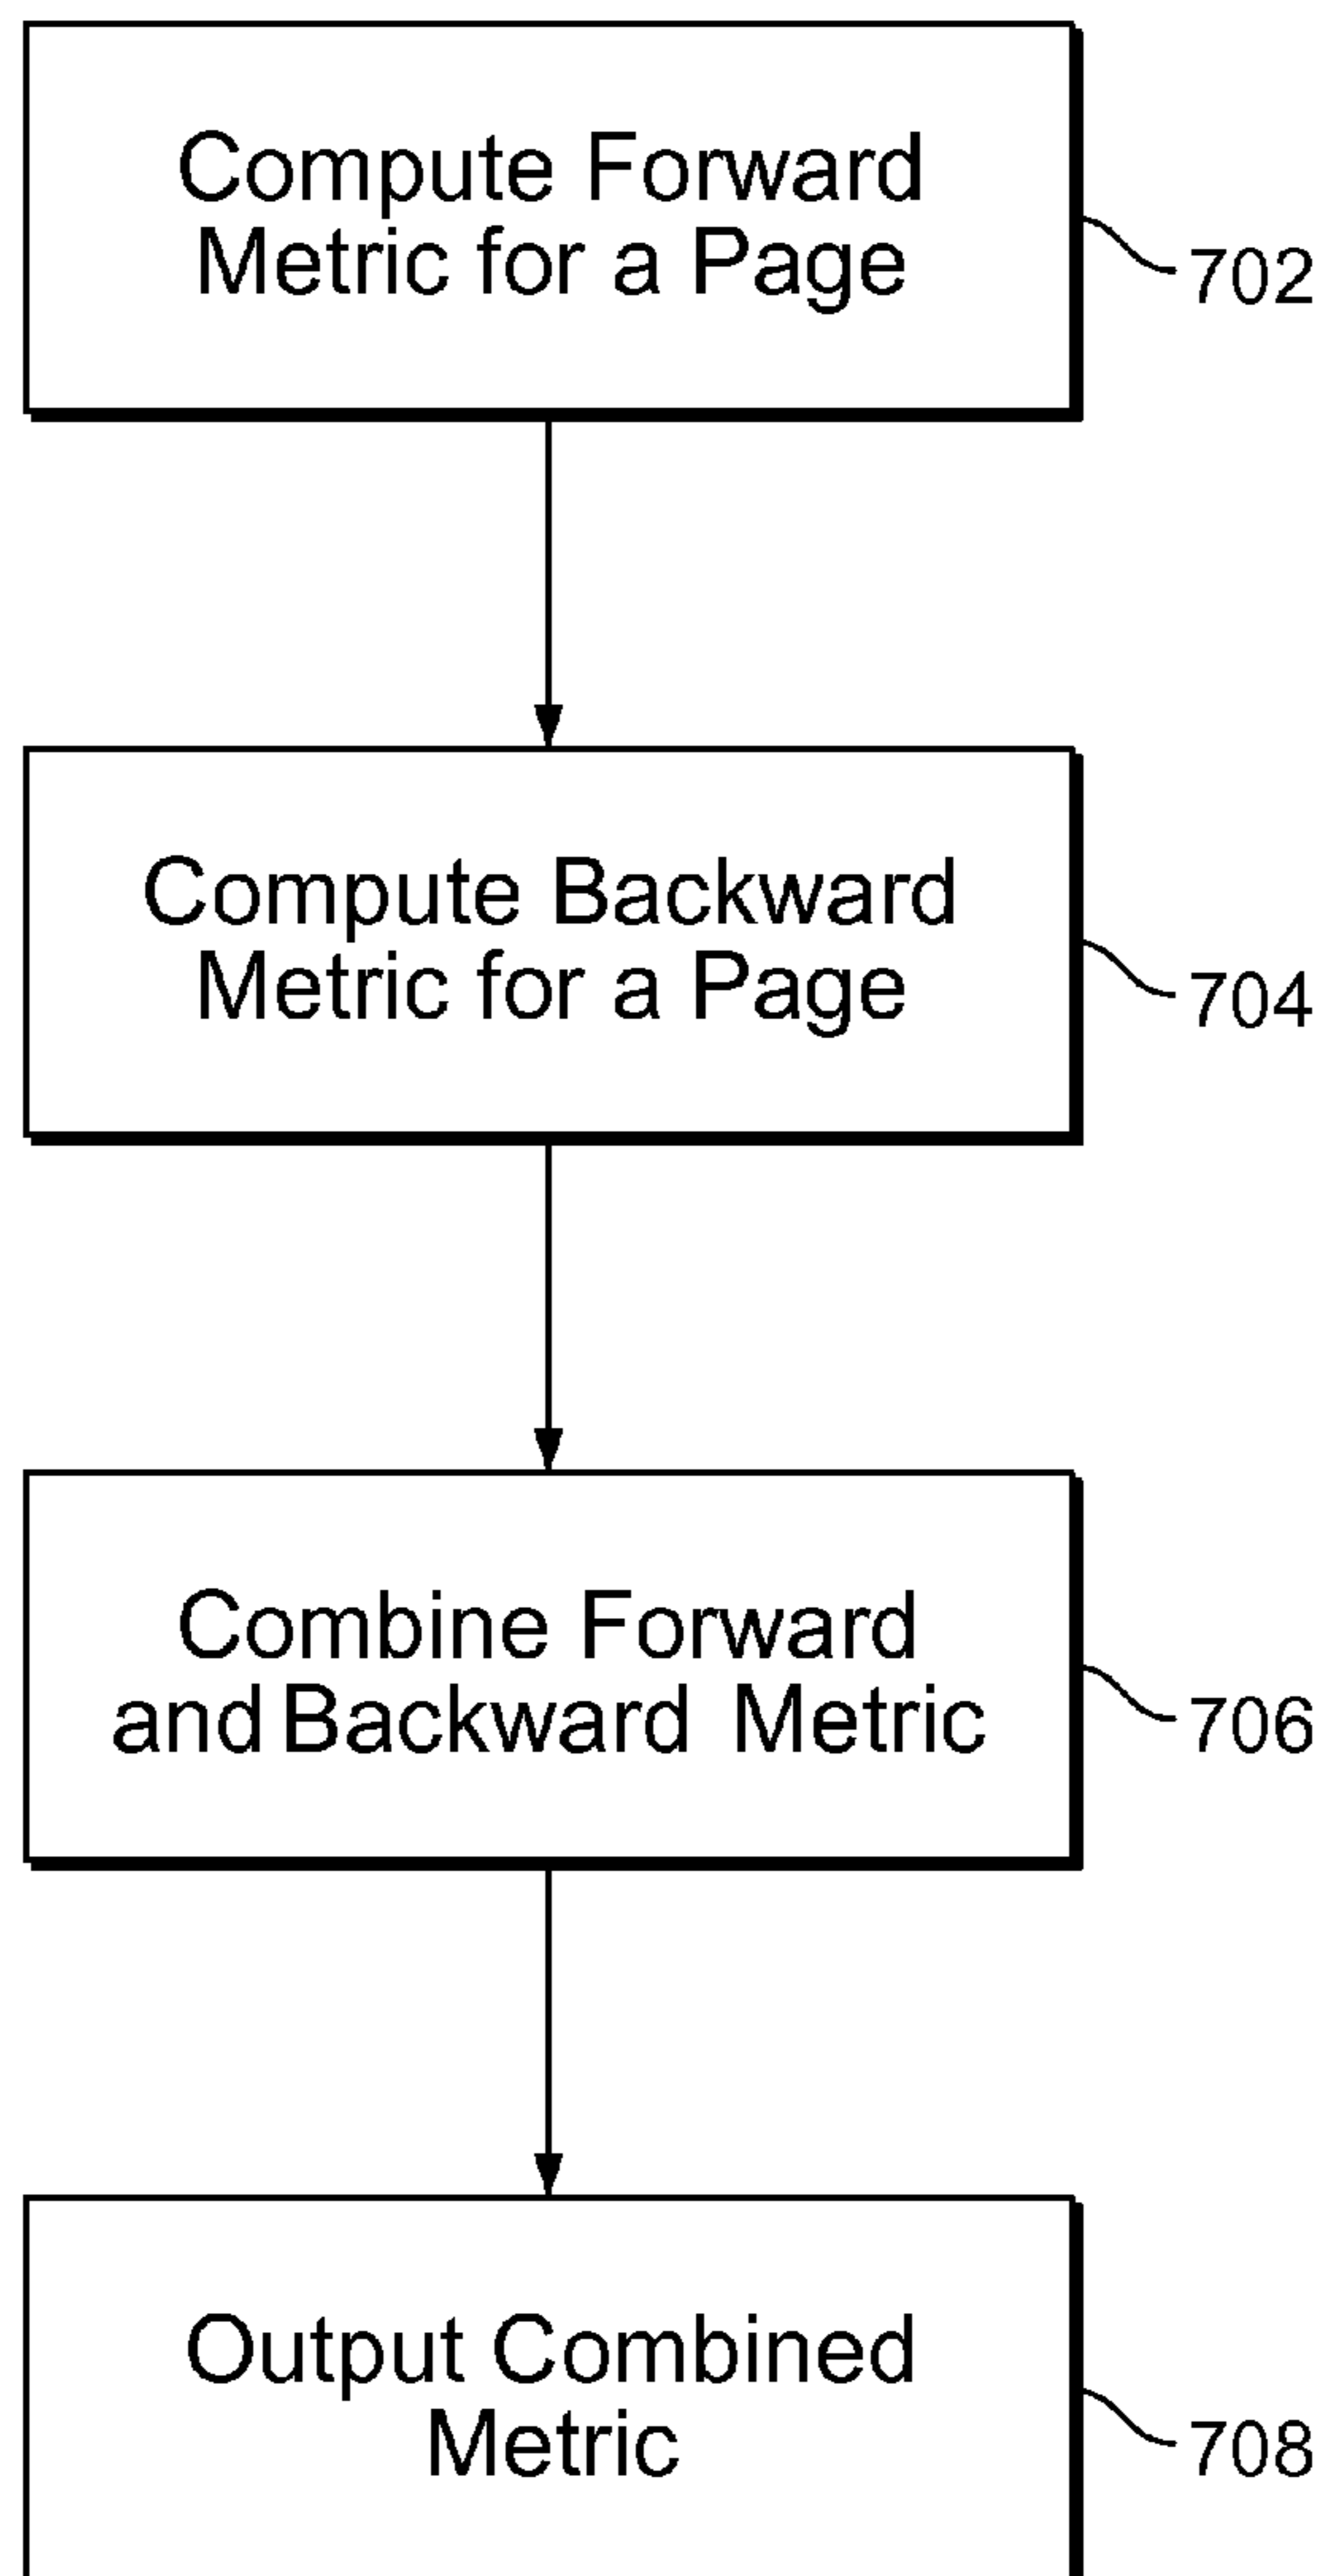 Compute Forward
Metric for a Page
702
Compute Backward
Metric for a Page
704
Combine Forward
and Backward Metric
706
Output Combined
Metric
708